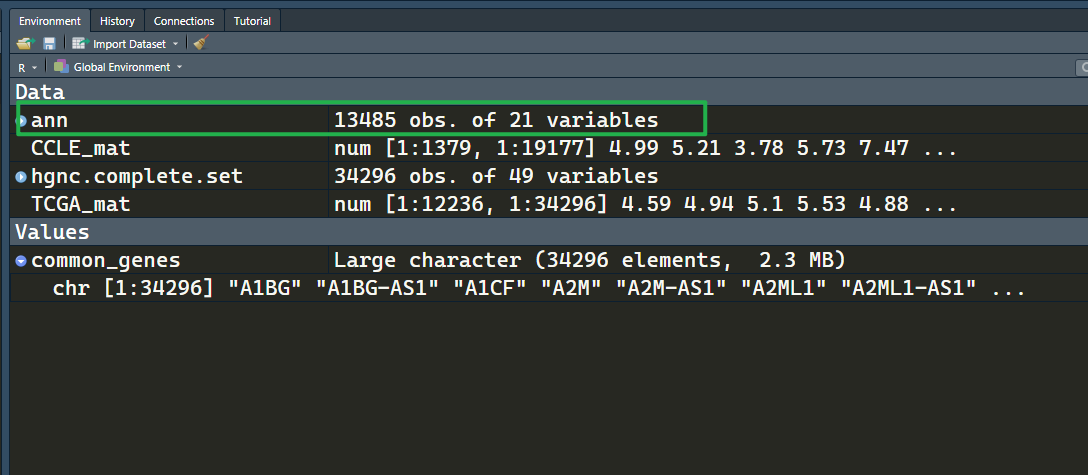 Environment History Connections Tutorial
Import Dataset
R Global Environment
Data
ann 13485 obs. of 21 variables
CCLE_mat num [1:1379, 1:19177] 4.99 5.21 3.78 5.73 7.47 ...
hgnc.complete.set 34296 obs. of 49 variables
TCGA_mat num [1:12236, 1:34296] 4.59 4.94 5.1 5.53 4.88 ...
Values
common_genes Large character (34296 elements, 2.3 MB)
chr [1:34296] "A1BG" "A1BG-AS1" "A1CF" "A2M" "A2M-AS1" "A2ML1" "A2ML1-AS1" ...